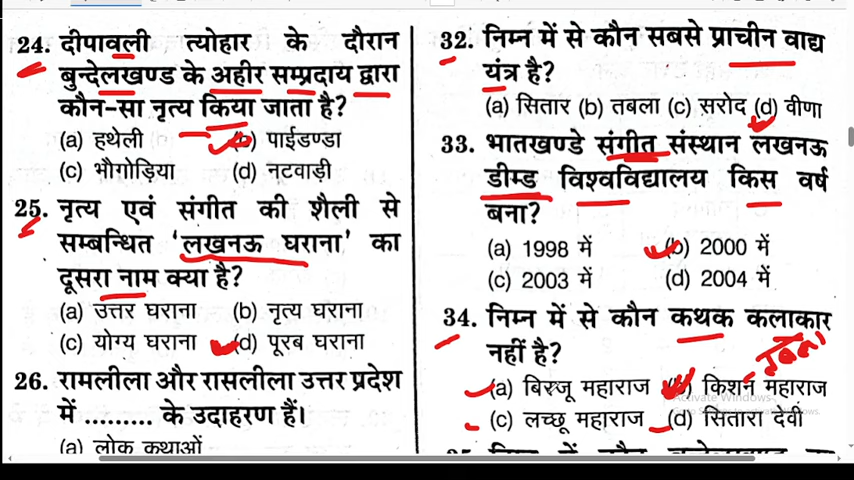 24. दीपावली त्योहार के दौरान
बुन्देलखण्ड के अहीर सम्प्रदाय द्वारा
कौन-सा नृत्य किया जाता है?
(a) हथेली (b) पाईडण्डा
(c) भौगोड़िया (d) नटवाड़ी
25. नृत्य एवं संगीत की शैली से
सम्बन्धित ‘लखनऊ घराना’ का
दूसरा नाम क्या है?
(a) उत्तर घराना (b) नृत्य घराना
(c) योग्य घराना (d) पूरब घराना
26. रामलीला और रासलीला उत्तर प्रदेश
में ......... के उदाहरण हैं।
(a) लोक कथाओं
32. निम्न में से कौन सबसे प्राचीन वाद्य
यंत्र है?
(a) सितार (b) तबला (c) सरोद (d) वीणा
33. भातखण्डे संगीत संस्थान लखनऊ
डीम्ड विश्वविद्यालय किस वर्ष
बना?
(a) 1998 में (b) 2000 में
(c) 2003 में (d) 2004 में
34. निम्न में से कौन कथक कलाकार
नहीं है?
तबला
(a) बिरजू महाराज (b) किशन महाराज
(c) लच्छू महाराज (d) सितारा देवी
Activate Windows